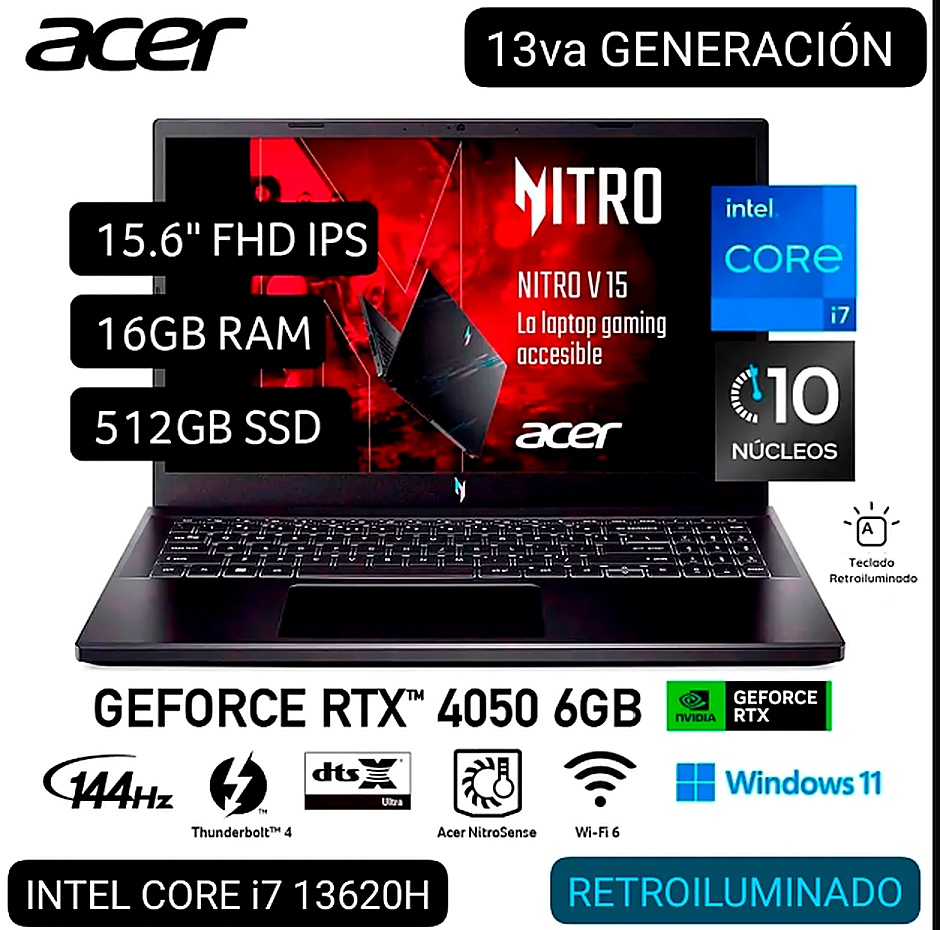 acer
13va GENERACIÓN
15.6" FHD IPS
16GB RAM
512GB SSD
NITRO
NITRO V 15
La laptop gaming
accesible
acer
intel
CORE
i7
10
NÚCLEOS
A
Teclado
Retroiluminado
GEFORCE RTX™ 4050 6GB
NVIDIA
GEFORCE
RTX
144Hz
Thunderbolt™ 4
dts X
Ultra
Acer NitroSense
Wi-Fi 6
Windows 11
INTEL CORE i7 13620H
RETROILUMINADO